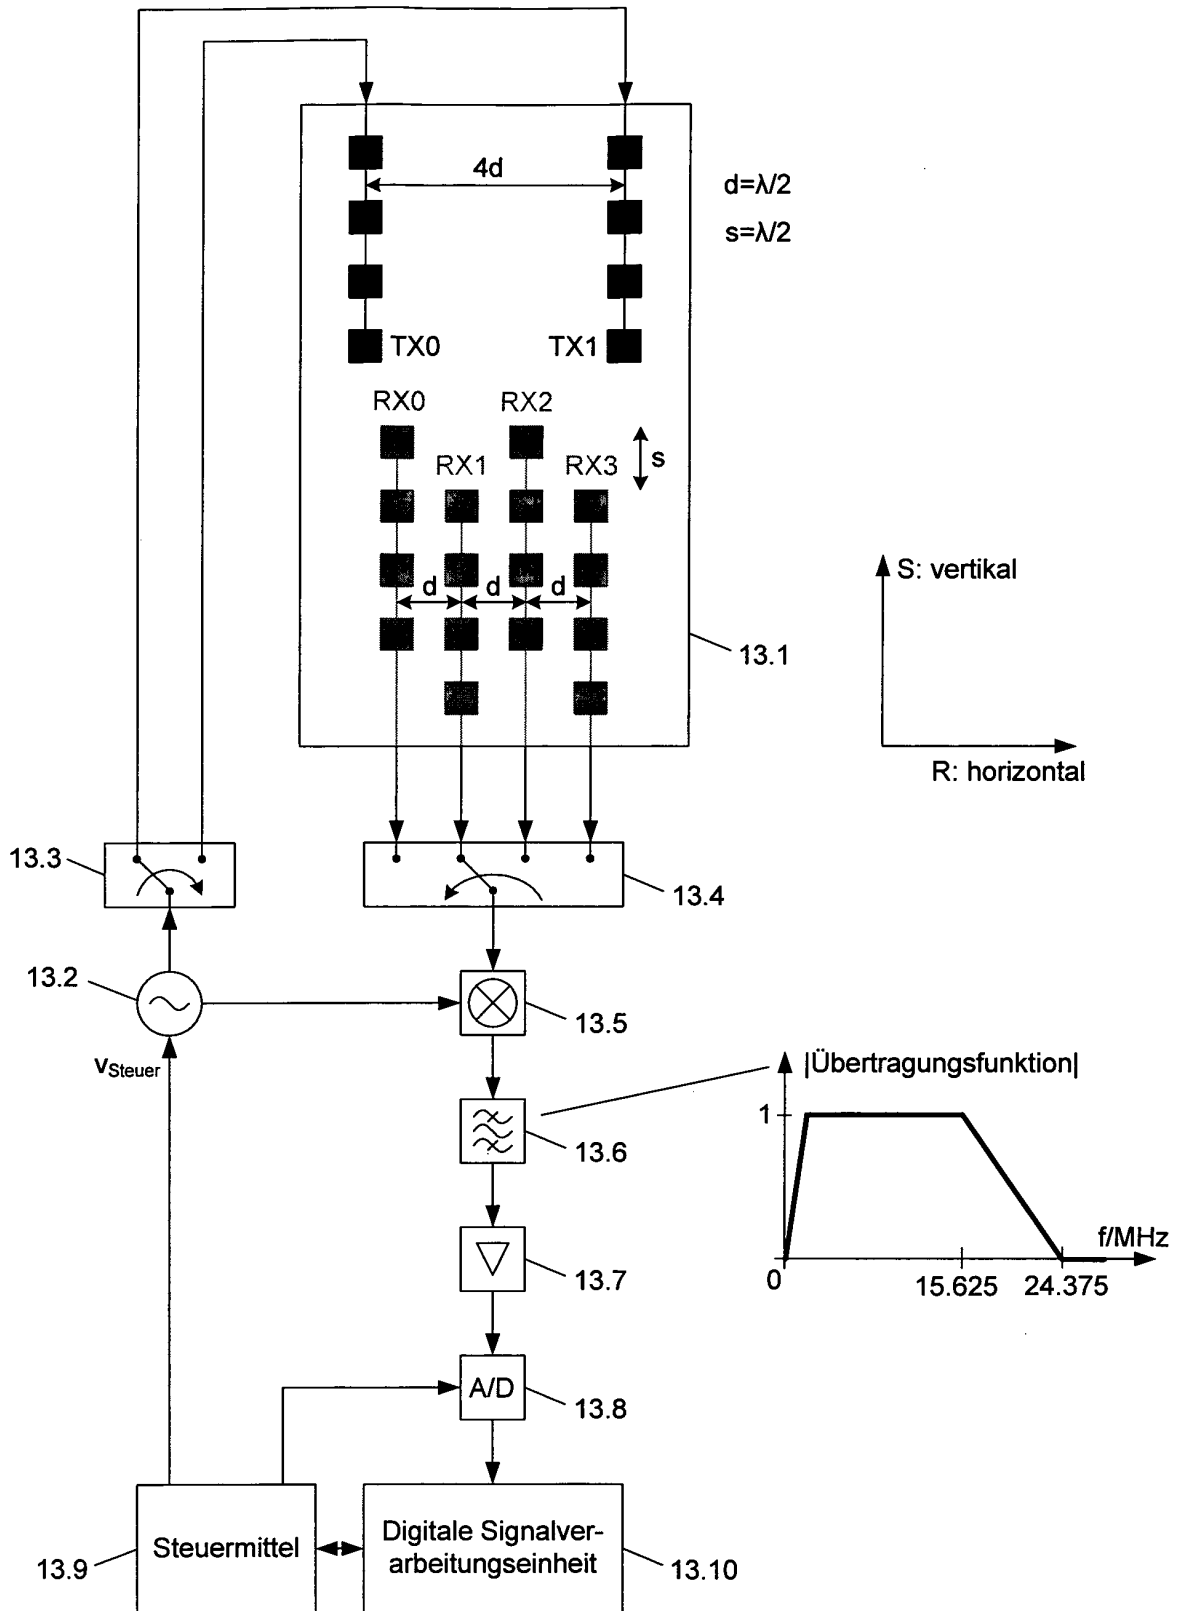 4d
d=λ/2
s=λ/2
TX0
TX1
RX0
RX2
RX1
RX3
s
d
d
d
S: vertikal
13.1
R: horizontal
13.3
13.4
13.2
13.5
vSteuer
|Übertragungsfunktion|
1
13.6
f/MHz
0
15.625
24.375
13.7
A/D
13.8
Steuermittel
Digitale Signalver-
arbeitungseinheit
13.9
13.10